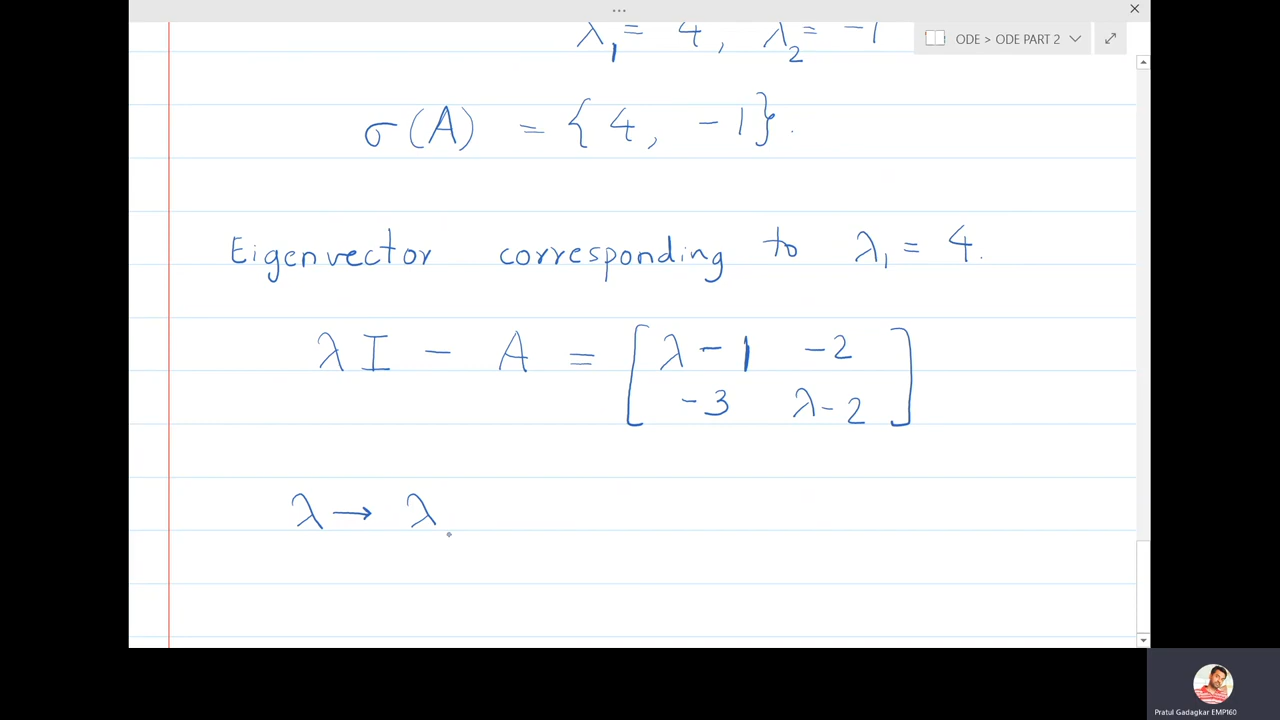 ...
λ₁ = 4, λ₂ = -1
ODE > ODE PART 2
σ(A) = {4, -1}.
Eigenvector corresponding to λ₁ = 4.
λI - A = [λ-1 -2
-3 λ-2]
λ → λ
Pratul Gadagkar EMP160